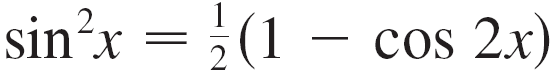 sin²x = ½(1 − cos 2x)